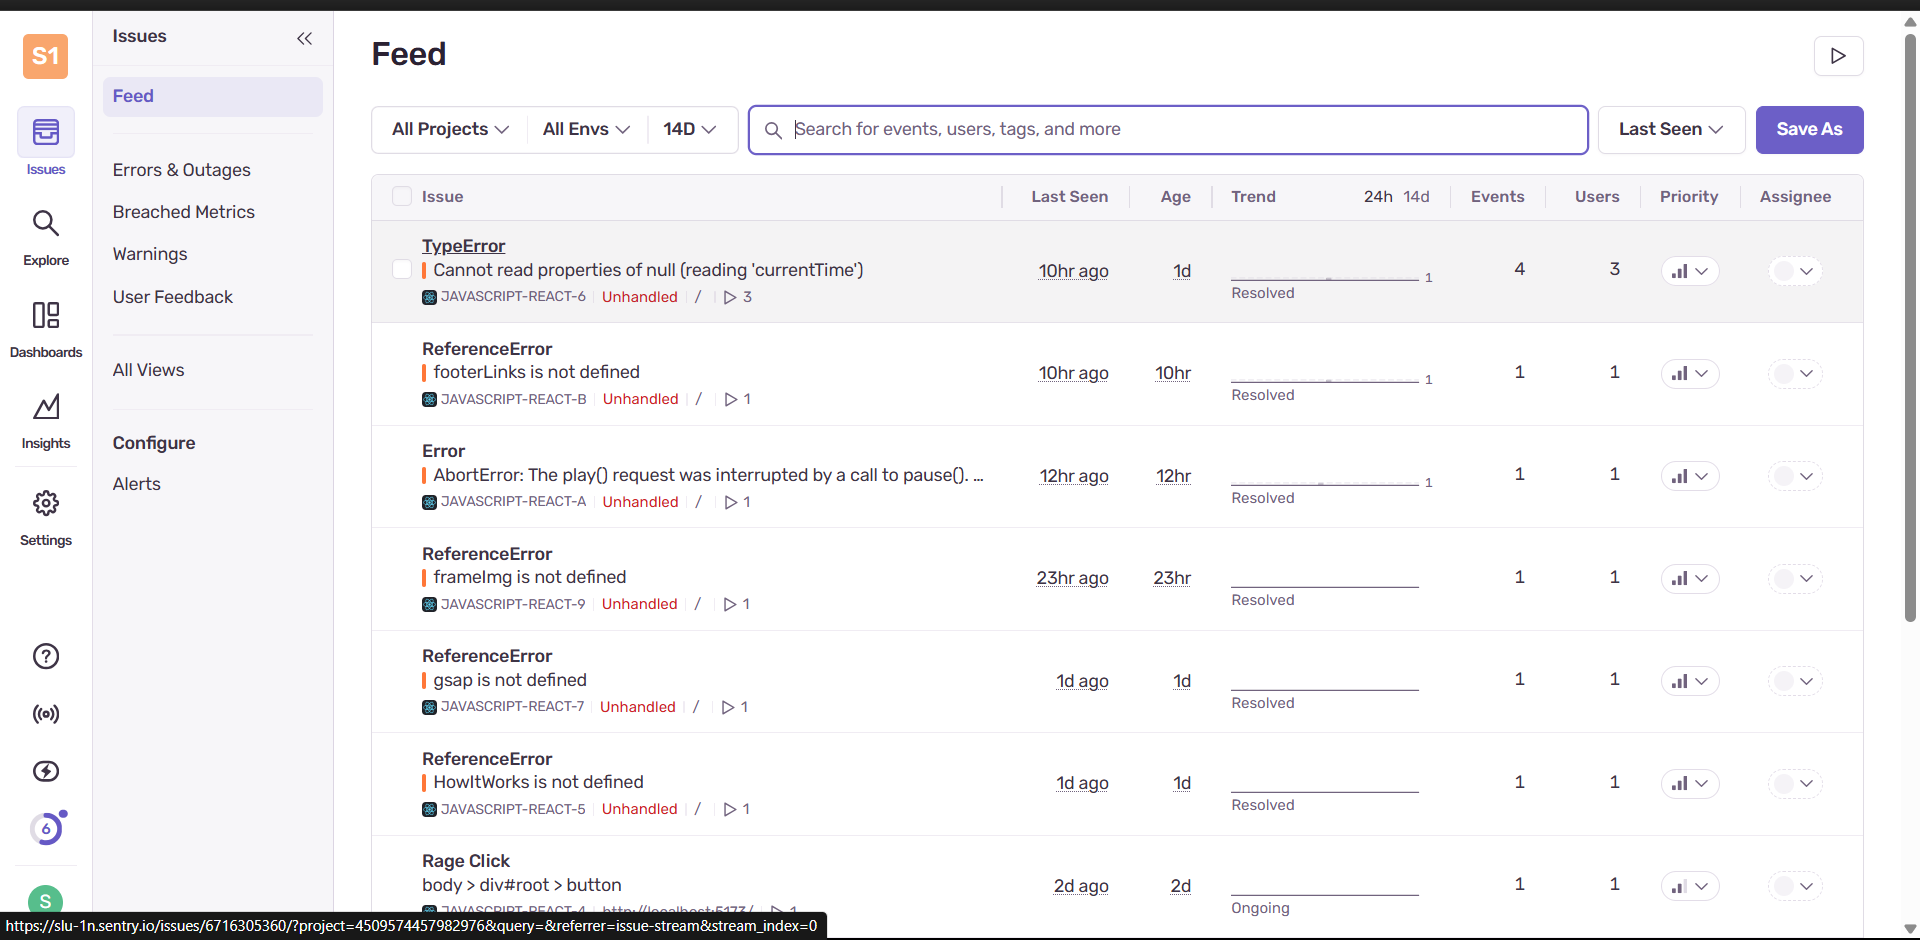 S1
Issues
Explore
Dashboards
Insights
Settings
6
S
Issues
Feed
Errors & Outages
Breached Metrics
Warnings
User Feedback
All Views
Configure
Alerts
Feed
All Projects All Envs 14D Search for events, users, tags, and more Last Seen Save As
Issue Last Seen Age Trend 24h 14d Events Users Priority Assignee
TypeError
Cannot read properties of null (reading 'currentTime') 10hr ago 1d 1 4 3
JAVASCRIPT-REACT-6 Unhandled / 3 Resolved
ReferenceError
footerLinks is not defined 10hr ago 10hr 1 1 1
JAVASCRIPT-REACT-B Unhandled / 1 Resolved
Error
AbortError: The play() request was interrupted by a call to pause(). ... 12hr ago 12hr 1 1 1
JAVASCRIPT-REACT-A Unhandled / 1 Resolved
ReferenceError
frameImg is not defined 23hr ago 23hr 1 1
JAVASCRIPT-REACT-9 Unhandled / 1 Resolved
ReferenceError
gsap is not defined 1d ago 1d 1 1
JAVASCRIPT-REACT-7 Unhandled / 1 Resolved
ReferenceError
HowItWorks is not defined 1d ago 1d 1 1
JAVASCRIPT-REACT-5 Unhandled / 1 Resolved
Rage Click
body > div#root > button 2d ago 2d 1 1
JAVASCRIPT-REACT-4 http://localhost:5173/ 1 Ongoing
https://slu-1n.sentry.io/issues/6716305360/?project=4509574457982976&query=&referrer=issue-stream&stream_index=0